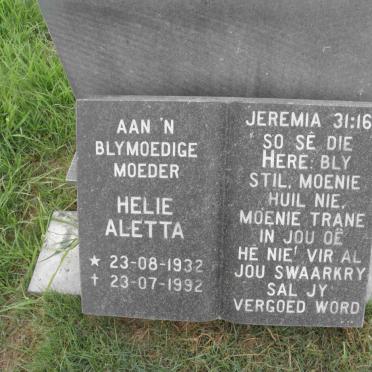 AAN 'N
BLYMOEDIGE
MOEDER
HELIE
ALETTA
★ 23-08-1932
✝ 23-07-1992
JEREMIA 31:16
'SO SÊ DIE
HERE: BLY
STIL, MOENIE
HUIL NIE,
MOENIE TRANE
IN JOU OË
HÊ NIE' VIR AL
JOU SWAARKRY
SAL JY
VERGOED WORD